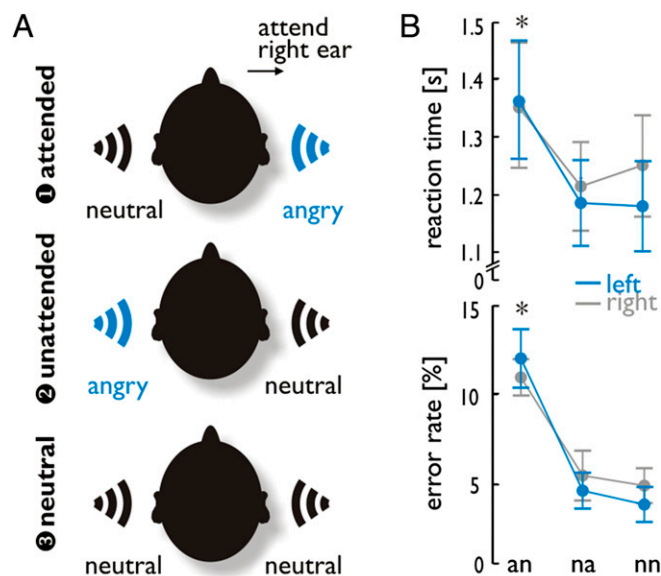 A
attend
right ear
❶ attended
neutral
angry
❷ unattended
angry
neutral
❸ neutral
neutral
neutral
B
reaction time [s]
1.5
1.4
1.3
1.2
1.1
0
*
left
right
error rate [%]
15
10
5
0
*
an na nn